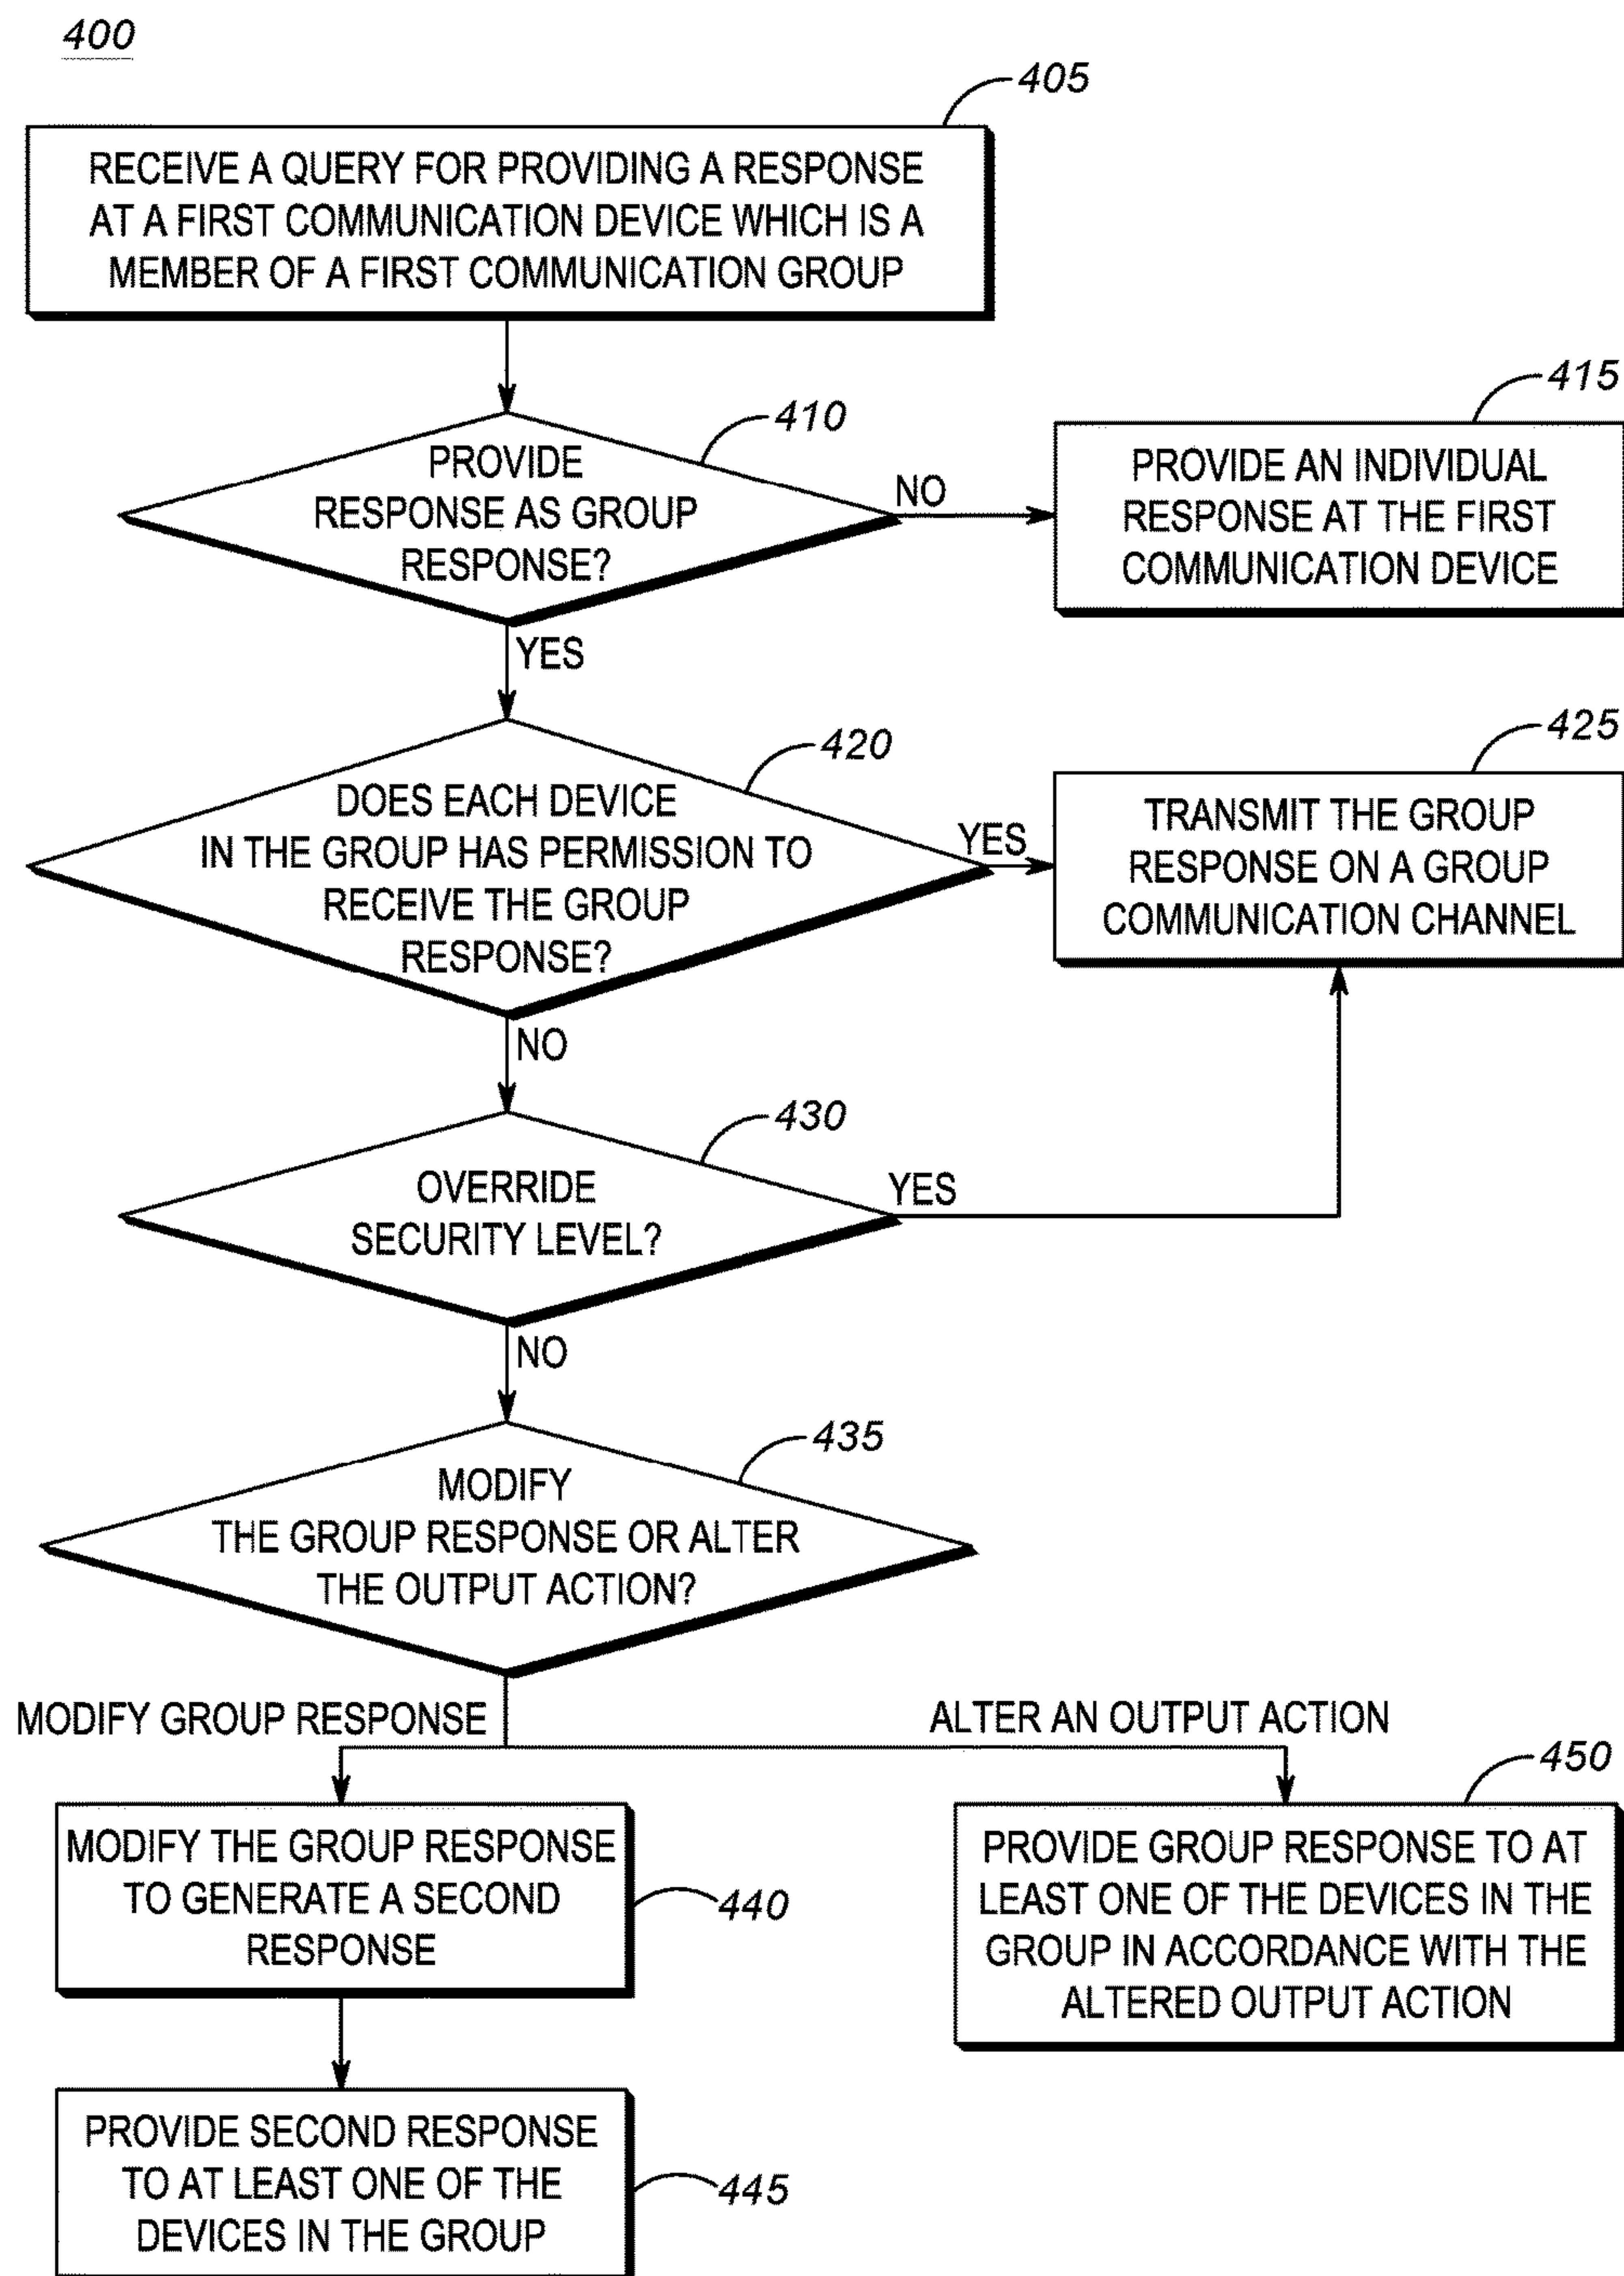 400
405
RECEIVE A QUERY FOR PROVIDING A RESPONSE
AT A FIRST COMMUNICATION DEVICE WHICH IS A
MEMBER OF A FIRST COMMUNICATION GROUP
410
PROVIDE
RESPONSE AS GROUP
RESPONSE?
NO
415
PROVIDE AN INDIVIDUAL
RESPONSE AT THE FIRST
COMMUNICATION DEVICE
YES
420
DOES EACH DEVICE
IN THE GROUP HAS PERMISSION TO
RECEIVE THE GROUP
RESPONSE?
YES
425
TRANSMIT THE GROUP
RESPONSE ON A GROUP
COMMUNICATION CHANNEL
NO
430
OVERRIDE
SECURITY LEVEL?
YES
NO
435
MODIFY
THE GROUP RESPONSE OR ALTER
THE OUTPUT ACTION?
MODIFY GROUP RESPONSE
ALTER AN OUTPUT ACTION
MODIFY THE GROUP RESPONSE
TO GENERATE A SECOND
RESPONSE
440
450
PROVIDE GROUP RESPONSE TO AT
LEAST ONE OF THE DEVICES IN THE
GROUP IN ACCORDANCE WITH THE
ALTERED OUTPUT ACTION
PROVIDE SECOND RESPONSE
TO AT LEAST ONE OF THE
DEVICES IN THE GROUP
445